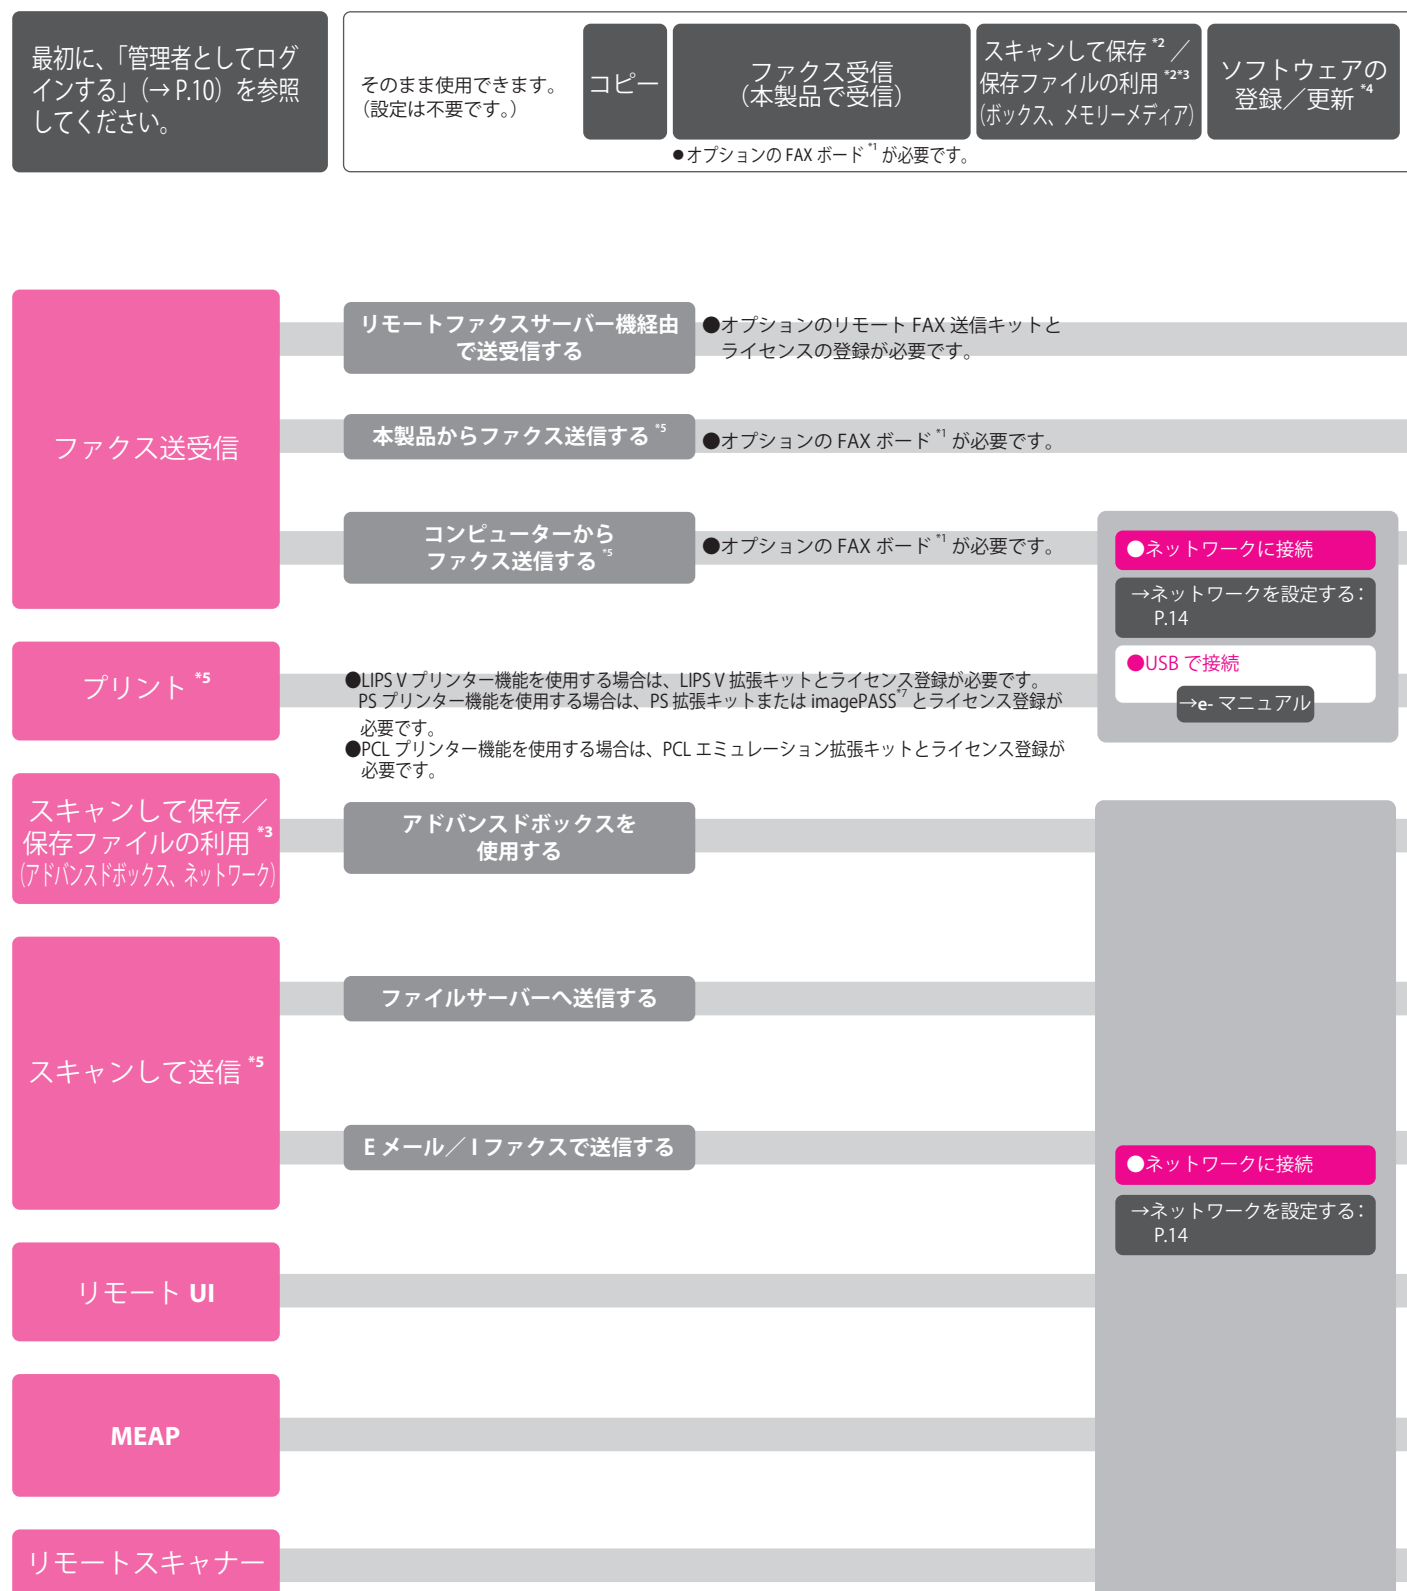 最初に、「管理者としてログ
インする」（→ P.10）を参照
してください。
そのまま使用できます。
（設定は不要です。）
コピー
ファクス受信
（本製品で受信）
スキャンして保存 *2 ／
保存ファイルの利用 *2*3
（ボックス、メモリーメディア）
ソフトウェアの
登録／更新 *4
●オプションの FAX ボード *1 が必要です。
ファクス送受信
リモートファクスサーバー機経由
で送受信する
●オプションのリモート FAX 送信キットと
ライセンスの登録が必要です。
本製品からファクス送信する *5
●オプションの FAX ボード *1 が必要です。
コンピューターから
ファクス送信する *5
●オプションの FAX ボード *1 が必要です。
●ネットワークに接続
→ネットワークを設定する：
P.14
●USB で接続
→e- マニュアル
プリント *5
●LIPS V プリンター機能を使用する場合は、LIPS V 拡張キットとライセンス登録が必要です。
PS プリンター機能を使用する場合は、PS 拡張キットまたは imagePASS*7 とライセンス登録が
必要です。
●PCL プリンター機能を使用する場合は、PCL エミュレーション拡張キットとライセンス登録が
必要です。
スキャンして保存／
保存ファイルの利用 *3
（アドバンスドボックス、ネットワーク）
アドバンスドボックスを
使用する
スキャンして送信 *5
ファイルサーバーへ送信する
E メール／ I ファクスで送信する
●ネットワークに接続
→ネットワークを設定する：
P.14
リモート UI
MEAP
リモートスキャナー